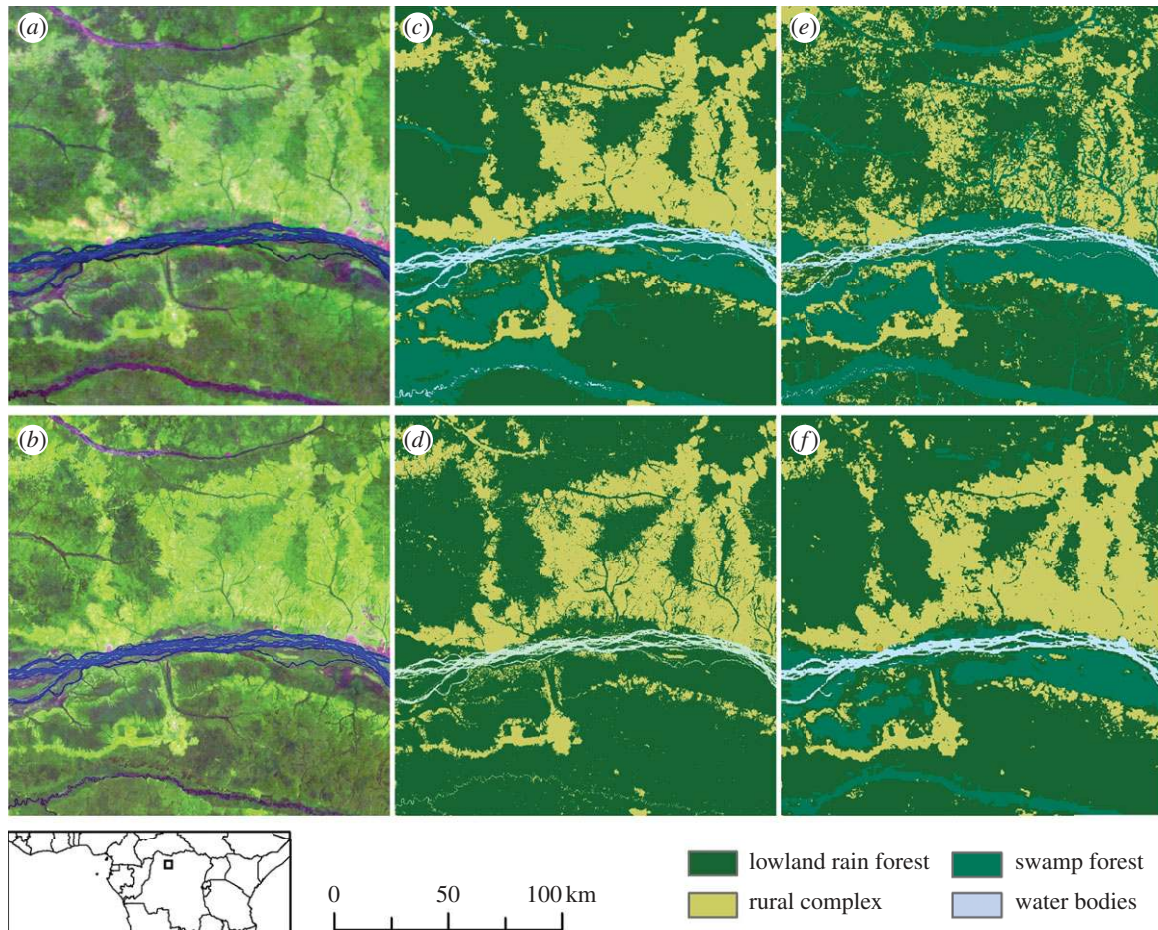 (a)
(c)
(e)
(b)
(d)
(f)
0 50 100 km
lowland rain forest
swamp forest
rural complex
water bodies